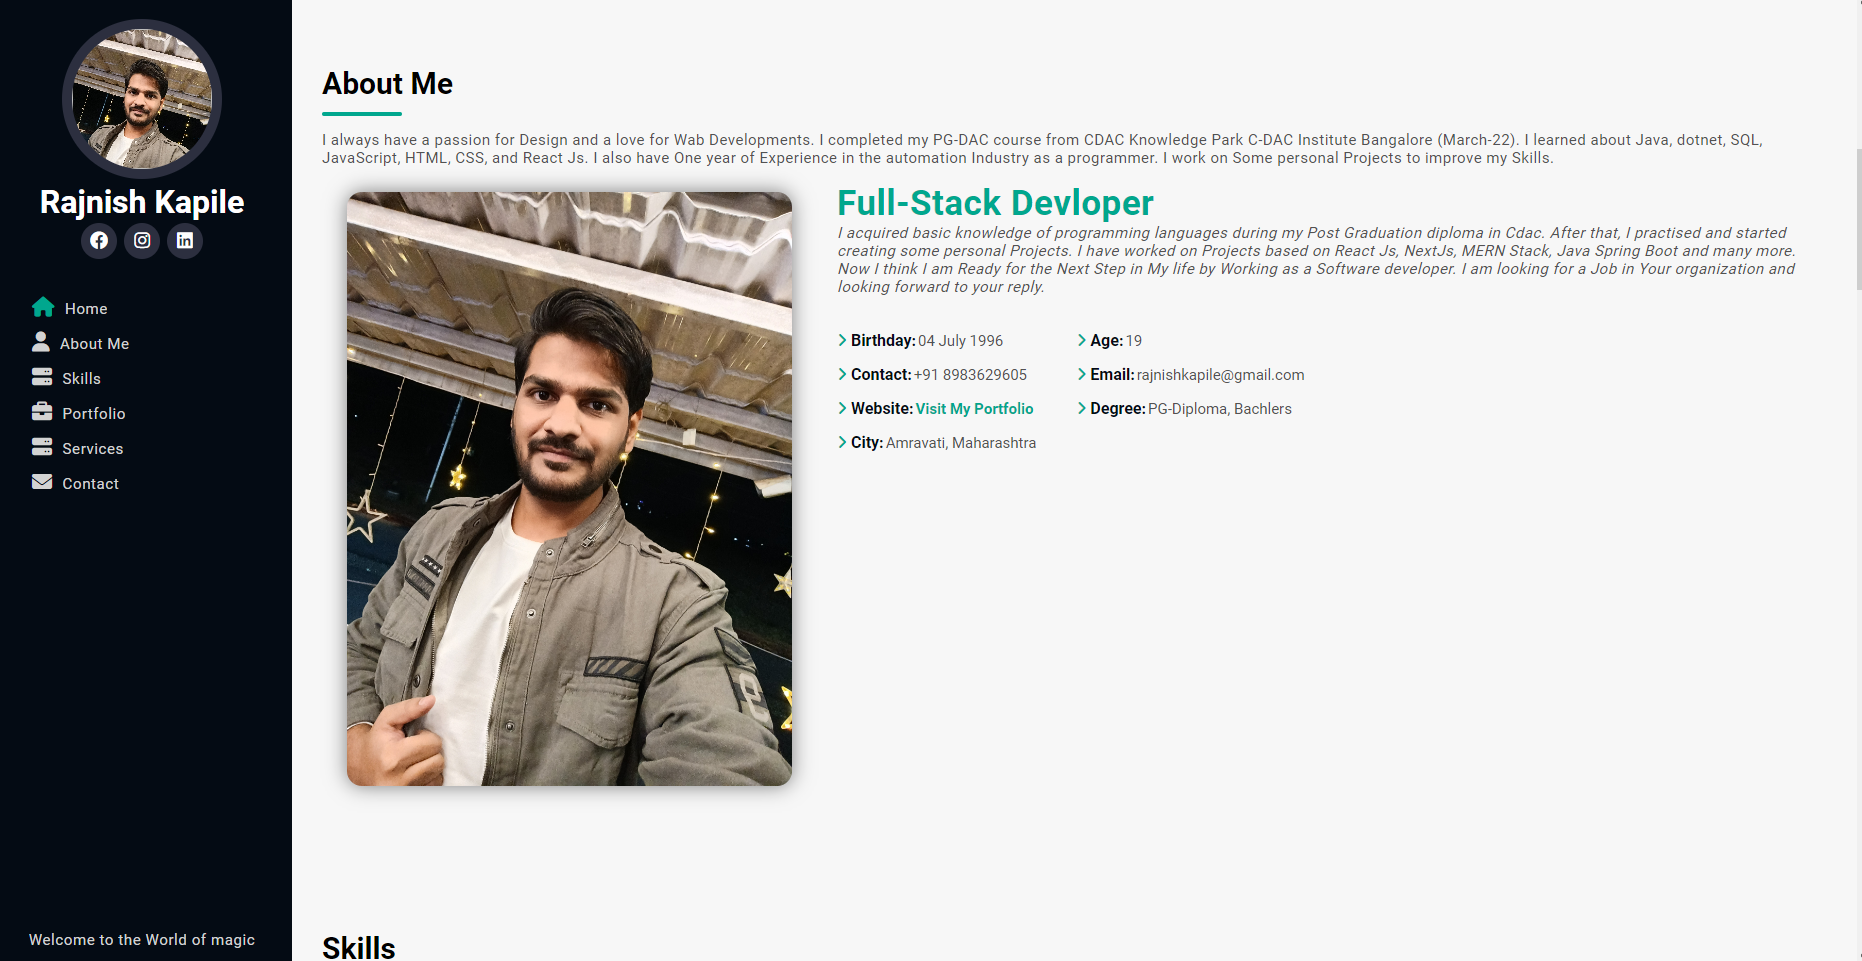 Rajnish Kapile
Home
About Me
Skills
Portfolio
Services
Contact
Welcome to the World of magic
About Me
I always have a passion for Design and a love for Wab Developments. I completed my PG-DAC course from CDAC Knowledge Park C-DAC Institute Bangalore (March-22). I learned about Java, dotnet, SQL,
JavaScript, HTML, CSS, and React Js. I also have One year of Experience in the automation Industry as a programmer. I work on Some personal Projects to improve my Skills.
Full-Stack Devloper
I acquired basic knowledge of programming languages during my Post Graduation diploma in Cdac. After that, I practised and started
creating some personal Projects. I have worked on Projects based on React Js, NextJs, MERN Stack, Java Spring Boot and many more.
Now I think I am Ready for the Next Step in My life by Working as a Software developer. I am looking for a Job in Your organization and
looking forward to your reply.
Birthday: 04 July 1996
Age: 19
Contact: +91 8983629605
Email: rajnishkapile@gmail.com
Website: Visit My Portfolio
Degree: PG-Diploma, Bachlers
City: Amravati, Maharashtra
Skills